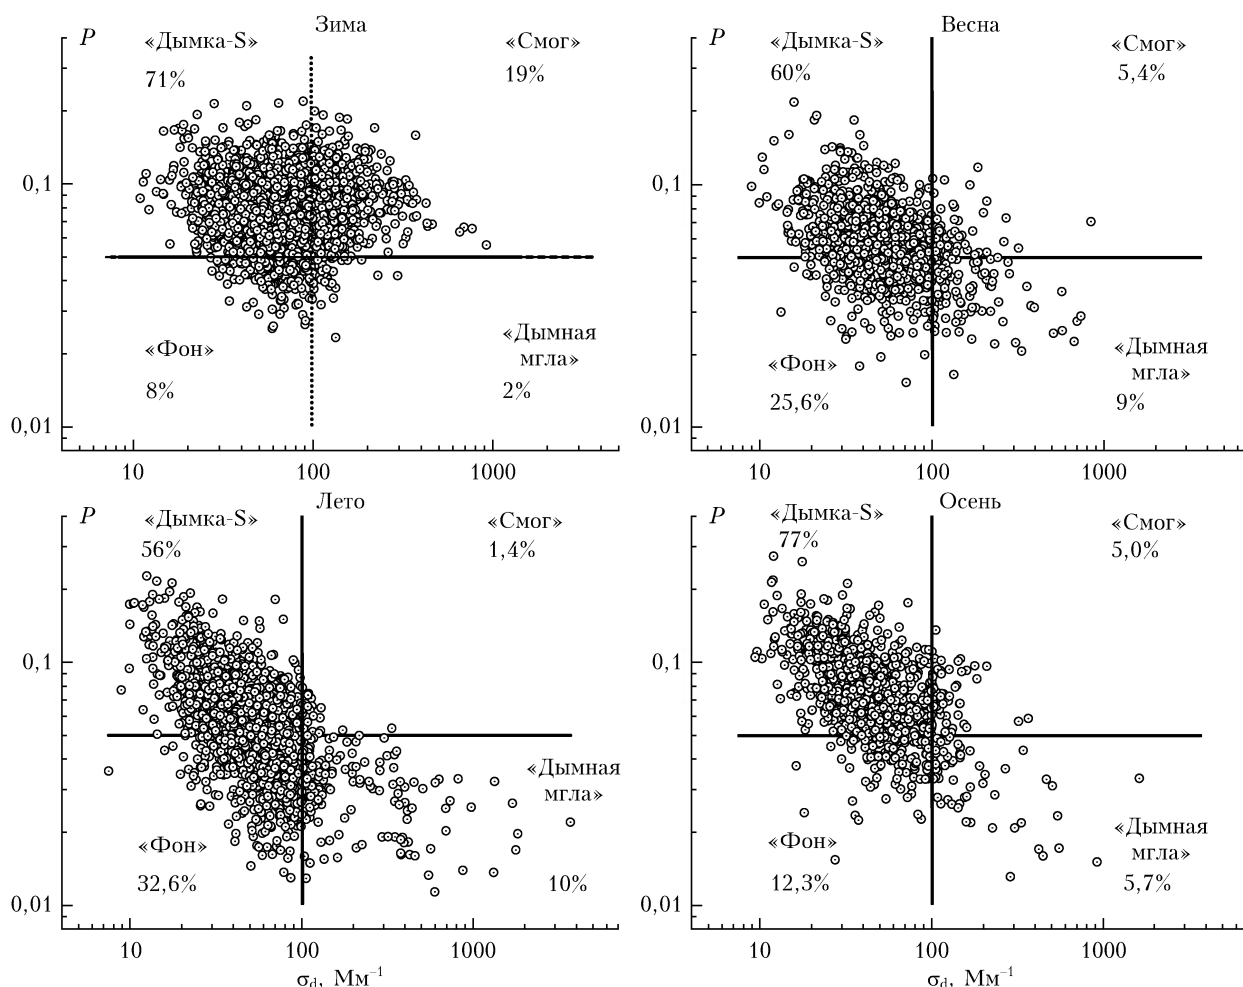 Зима
P
«Дымка-S»
71%
«Смог»
19%
0,1
«Фон»
8%
«Дымная
мгла»
2%
0,01
10 100 1000
Весна
P
«Дымка-S»
60%
«Смог»
5,4%
0,1
«Фон»
25,6%
«Дымная
мгла»
9%
0,01
10 100 1000
Лето
P
«Дымка-S»
56%
«Смог»
1,4%
0,1
«Фон»
32,6%
«Дымная
мгла»
10%
0,01
10 100 1000
σd, Мм−1
Осень
P
«Дымка-S»
77%
«Смог»
5,0%
0,1
«Фон»
12,3%
«Дымная
мгла»
5,7%
0,01
10 100 1000
σd, Мм−1